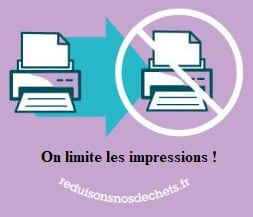 On limite les impressions !
reduisonsnosdechets.fr